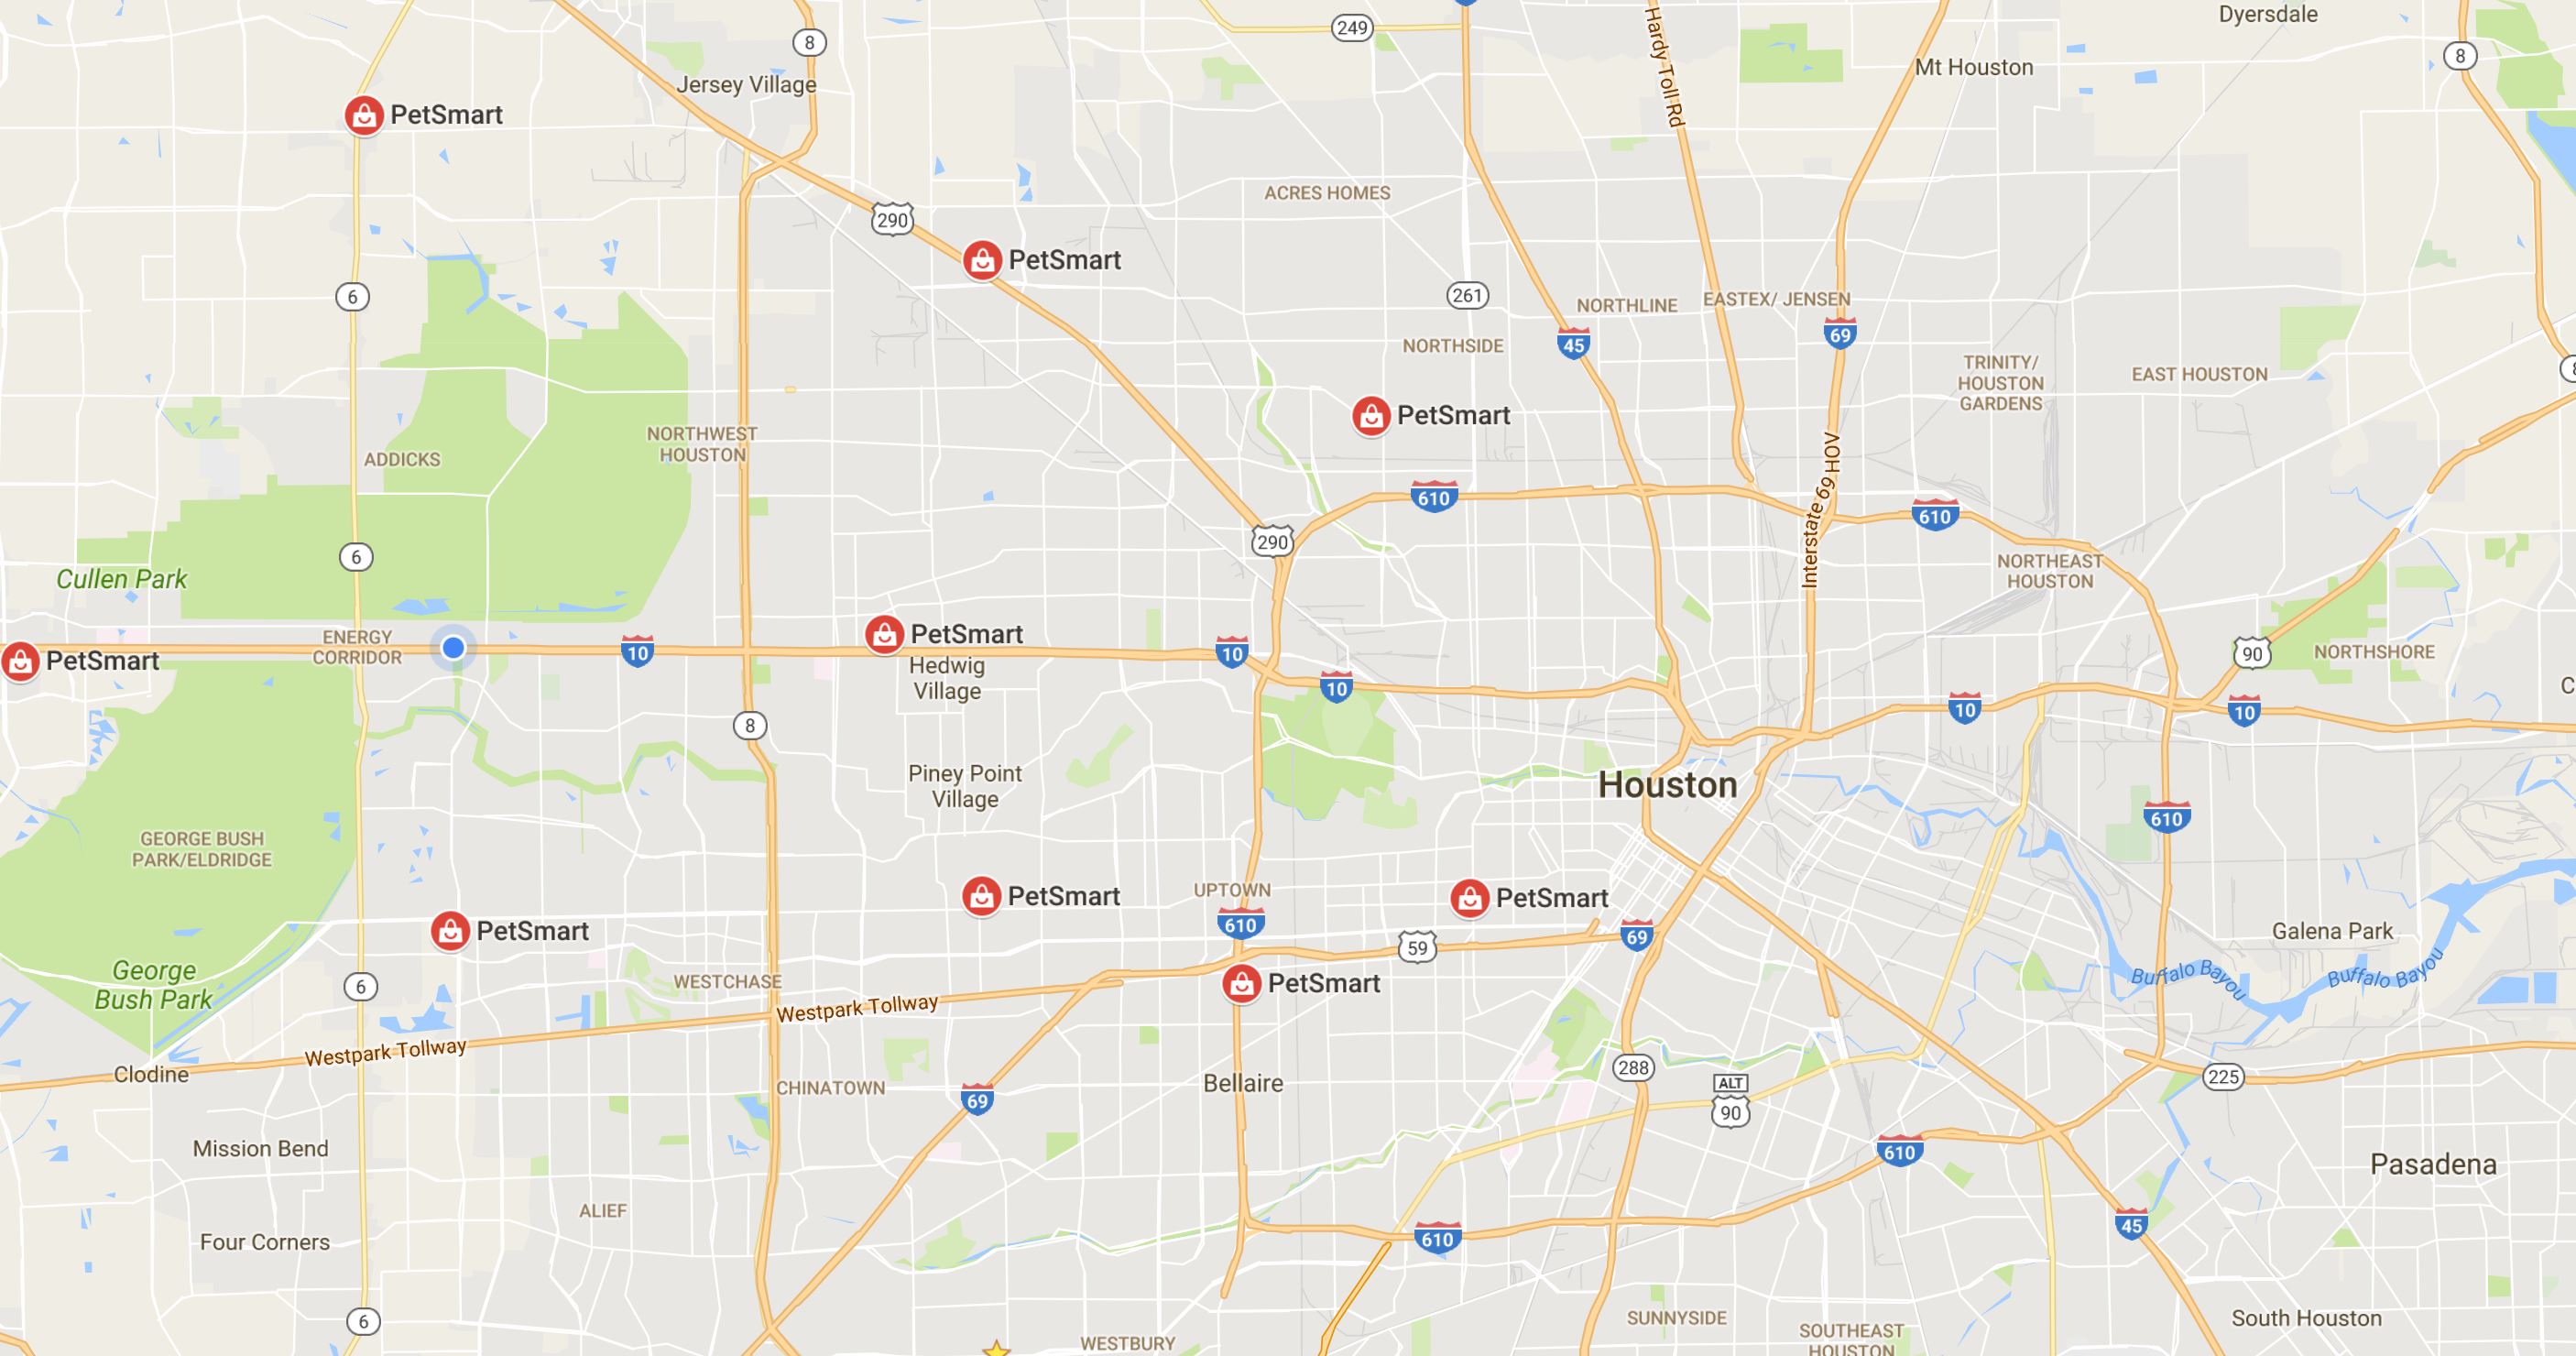 Dyersdale
249
8
8
Mt Houston
Hardy Toll Rd
Jersey Village
PetSmart
ACRES HOMES
290
PetSmart
6
261
NORTHLINE
EASTEX/ JENSEN
69
45
NORTHSIDE
TRINITY/
HOUSTON
GARDENS
EAST HOUSTON
PetSmart
NORTHWEST
HOUSTON
ADDICKS
Interstate 69 HOV
610
610
290
6
Cullen Park
NORTHEAST
HOUSTON
ENERGY
CORRIDOR
PetSmart
10
PetSmart
Hedwig
Village
10
10
90
NORTHSHORE
10
10
8
Piney Point
Village
Houston
610
GEORGE BUSH
PARK/ELDRIDGE
PetSmart
UPTOWN
PetSmart
610
PetSmart
69
59
Galena Park
George
Bush Park
6
WESTCHASE
PetSmart
Buffalo Bayou
Buffalo Bayou
Westpark Tollway
Westpark Tollway
Clodine
CHINATOWN
69
Bellaire
288
ALT
90
225
Mission Bend
610
Pasadena
ALIEF
45
Four Corners
610
6
WESTBURY
SUNNYSIDE
SOUTHEAST
HOUSTON
South Houston